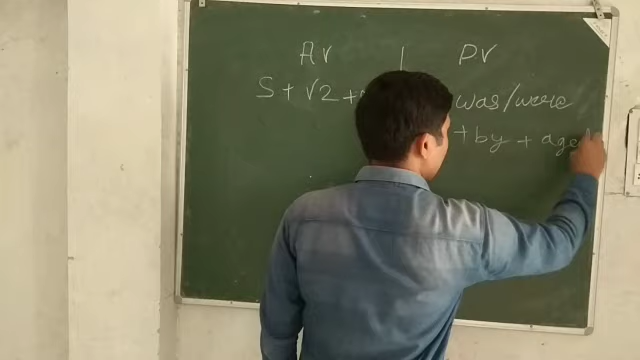 AV | PV
S + V2 + was/were
+ by + age